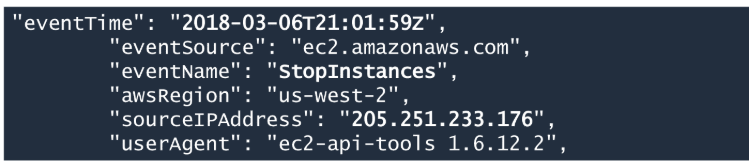 "eventTime": "2018-03-06T21:01:59Z",
"eventSource": "ec2.amazonaws.com",
"eventName": "StopInstances",
"awsRegion": "us-west-2",
"sourceIPAddress": "205.251.233.176",
"userAgent": "ec2-api-tools 1.6.12.2",